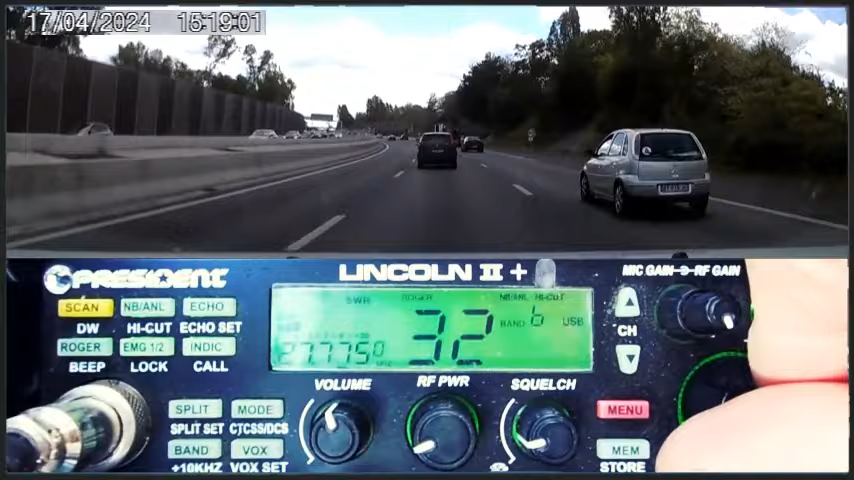 17/04/2024 15:19:01
PRESIDENT LINCOLN II + MIC GAIN RF GAIN
SCAN NB/ANL ECHO
DW HI-CUT ECHO SET
ROGER EMG 1/2 INDIC
BEEP LOCK CALL
SWR ROGER NB/ANL HI-CUT
32 BAND b USB
27.7750
CH
VOLUME RF PWR SQUELCH
SPLIT MODE
SPLIT SET CTCSS/DCS
BAND VOX
+10KHZ VOX SET
MENU
MEM
STORE